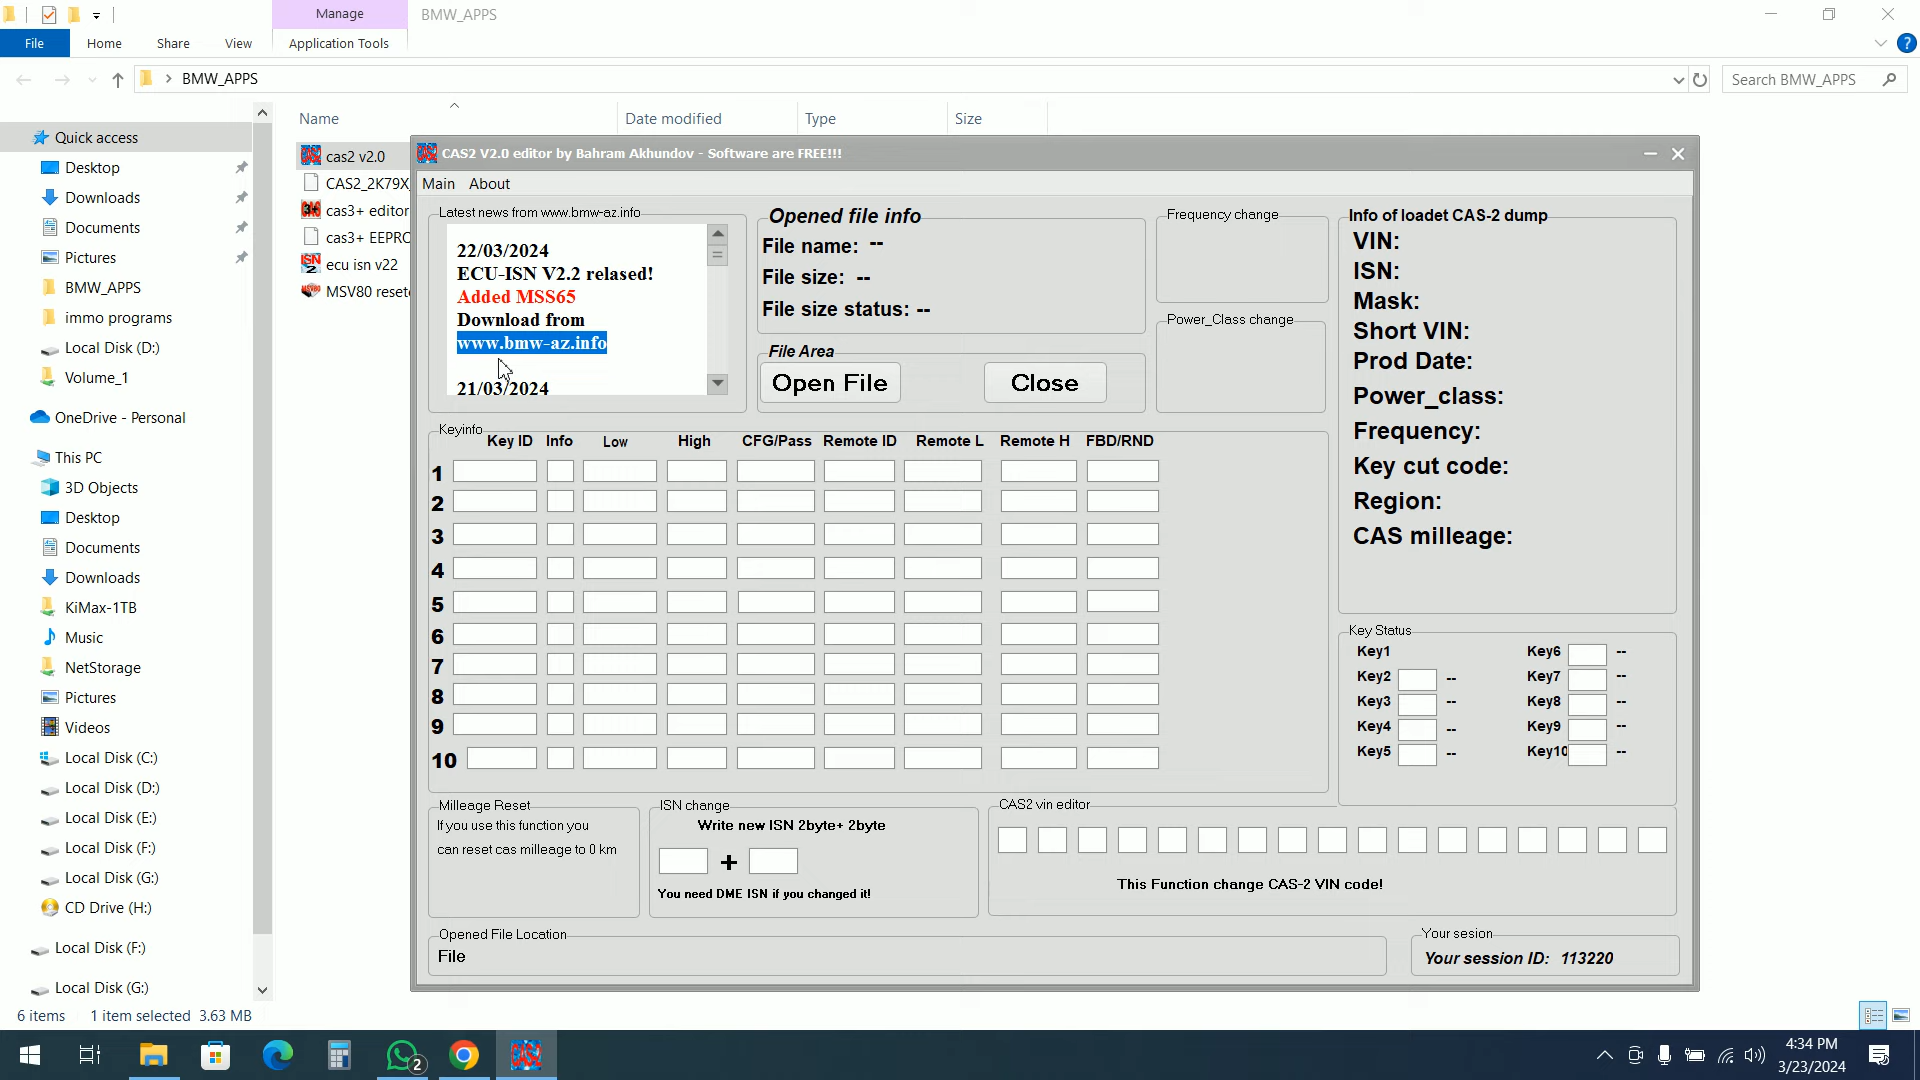 Manage
BMW_APPS
File
Home
Share
View
Application Tools
BMW_APPS
Search BMW_APPS
Name
Date modified
Type
Size
Quick access
Desktop
Downloads
Documents
Pictures
BMW_APPS
immo programs
Local Disk (D:)
Volume_1
OneDrive - Personal
This PC
3D Objects
Desktop
Documents
Downloads
KiMax-1TB
Music
NetStorage
Pictures
Videos
Local Disk (C:)
Local Disk (D:)
Local Disk (E:)
Local Disk (F:)
Local Disk (G:)
CD Drive (H:)
Local Disk (F:)
Local Disk (G:)
cas2 v2.0
CAS2_2K79X_
cas3+ editor
cas3+ EEPRO
ecu isn v22
MSV80 resete
CAS2 V2.0 editor by Bahram Akhundov - Software are FREE!!!
Main About
Latest news from www.bmw-az.info
22/03/2024
ECU-ISN V2.2 relased!
Added MSS65
Download from
www.bmw-az.info
21/03/2024
Opened file info
File name: --
File size: --
File size status: --
File Area
Open File
Close
Frequency change
Power_Class change
Info of loadet CAS-2 dump
VIN:
ISN:
Mask:
Short VIN:
Prod Date:
Power_class:
Frequency:
Key cut code:
Region:
CAS milleage:
Keyinfo
Key ID Info Low High CFG/Pass Remote ID Remote L Remote H FBD/RND
1
2
3
4
5
6
7
8
9
10
Key Status
Key1
Key2 --
Key3 --
Key4 --
Key5 --
Key6 --
Key7 --
Key8 --
Key9 --
Key10 --
Milleage Reset
If you use this function you
can reset cas milleage to 0 km
ISN change
Write new ISN 2byte+ 2byte
+
You need DME ISN if you changed it!
CAS2 vin editor
This Function change CAS-2 VIN code!
Opened File Location
File
Your sesion
Your session ID: 113220
6 items
1 item selected 3.63 MB
2
4:34 PM
3/23/2024